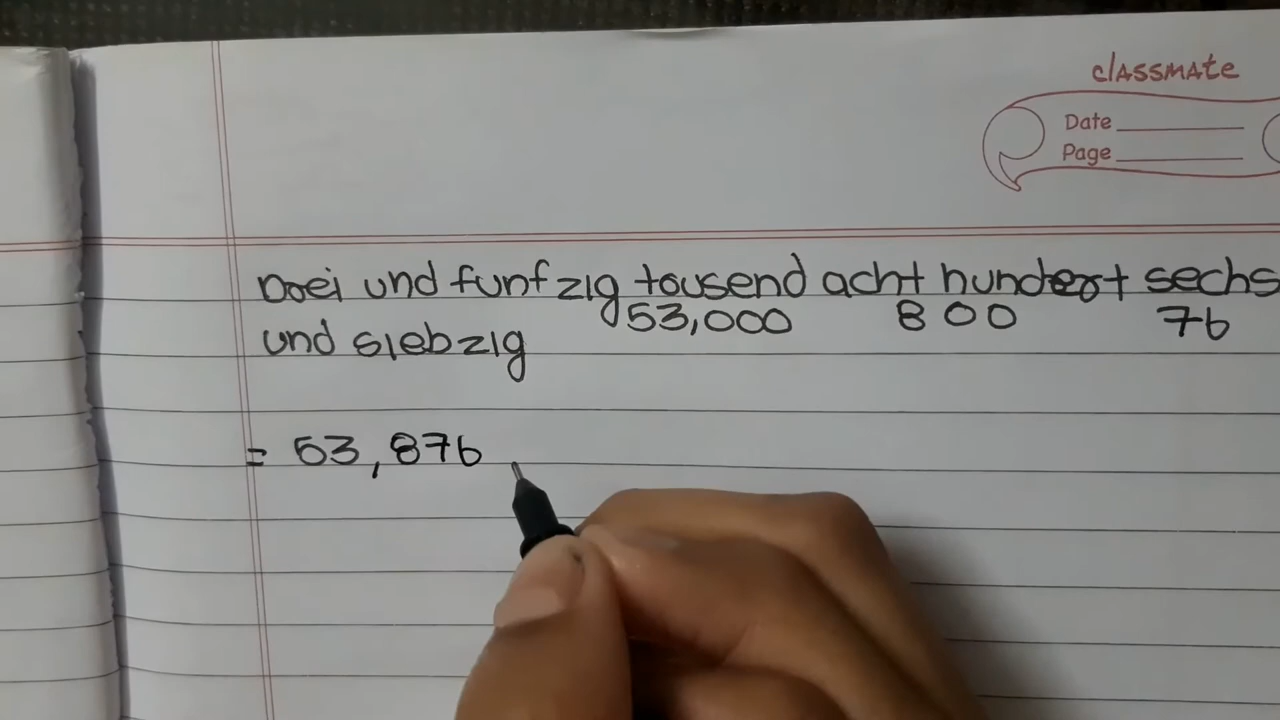 classmate
Date
Page
Drei und funfzig tousend acht hundert sechs
53,000 800 76
und siebzig
= 53,876